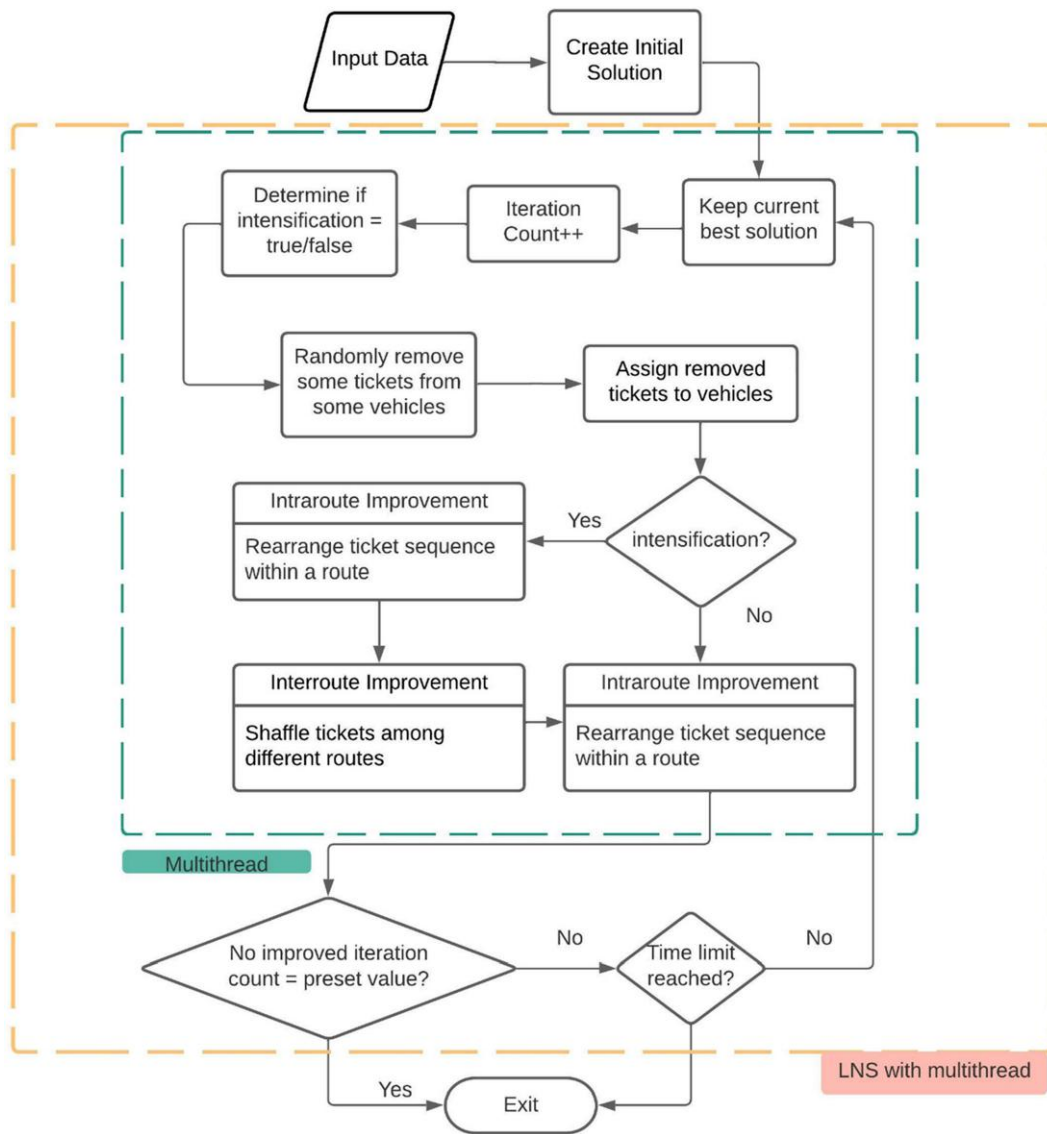 Input Data
Create Initial
Solution
Determine if
intensification =
true/false
Iteration
Count++
Keep current
best solution
Randomly remove
some tickets from
some vehicles
Assign removed
tickets to vehicles
Intraroute Improvement
Rearrange ticket sequence
within a route
Yes
intensification?
No
Interroute Improvement
Shaffle tickets among
different routes
Intraroute Improvement
Rearrange ticket sequence
within a route
Multithread
No improved iteration
count = preset value?
No
Time limit
reached?
No
LNS with multithread
Yes
Exit